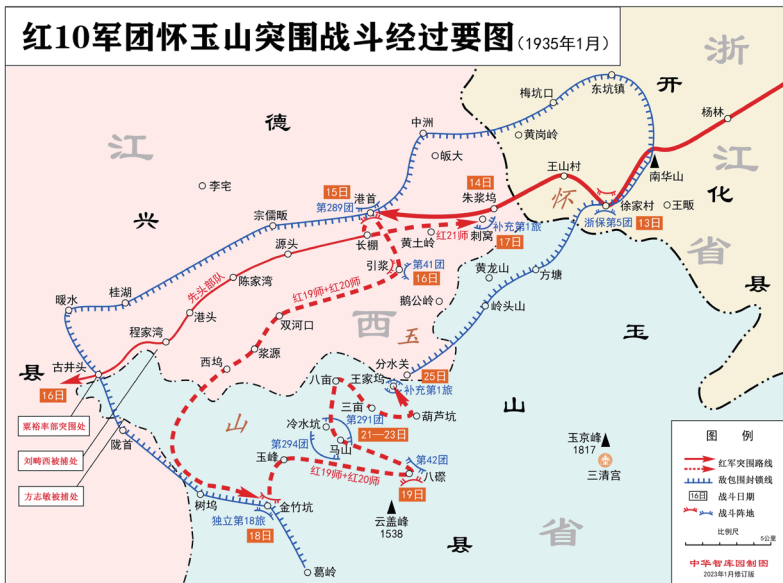 红10军团怀玉山突围战斗经过要图(1935年1月)
浙
江
省
开
化
县
江
西
省
德
兴
县
玉
山
县
怀
玉
山
东坑镇
梅坑口
杨林
中洲
黄岗岭
皈大
南华山
李宅
王山村
14日
朱浆坞
15日
港首
第289团
徐家村
王畈
浙保第5团
13日
宗儒畈
红21师
补充第1旅
刺窝
17日
长棚
黄土岭
源头
引浆
第41团
16日
黄龙山
方塘
先头部队
陈家湾
红19师+红20师
鹅公岭
岭头山
暖水
桂湖
港头
双河口
程家湾
浆源
西坞
分水关
古井头
16日
王家坞
25日
八亩
补充第1旅
粟裕率部突围处
三亩
葫芦坑
第291团
冷水坑
21—23日
陇首
刘畴西被捕处
第294团
马山
玉京峰
1817
三清宫
玉峰
第42团
方志敏被捕处
红19师+红20师
八磜
19日
树坞
金竹坑
云盖峰
1538
独立第18旅
18日
葛岭
图 例
红军突围路线
敌包围封锁线
16日 战斗日期
战斗阵地
比例尺
5公里
中华智库园制图
2023年1月修订版